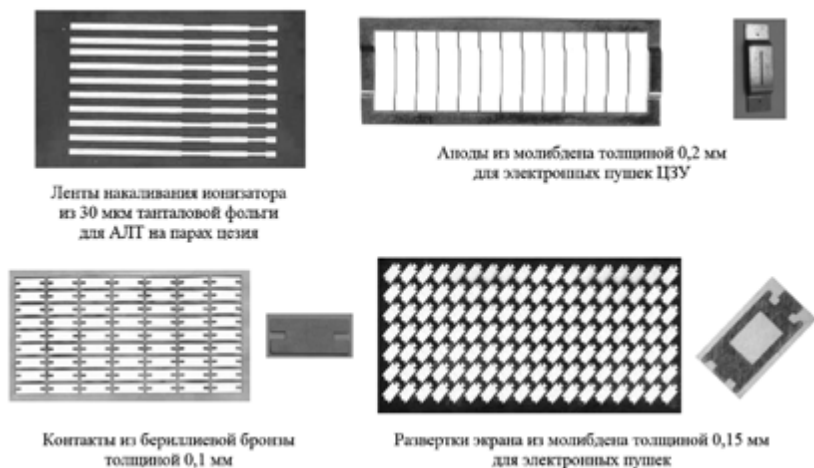 Ленты накаливания ионизатора
из 30 мкм танталовой фольги
для АЛТ на парах цезия
Аноды из молибдена толщиной 0,2 мм
для электронных пушек ЦЗУ
Контакты из бериллиевой бронзы
толщиной 0,1 мм
Развертки экрана из молибдена толщиной 0,15 мм
для электронных пушек